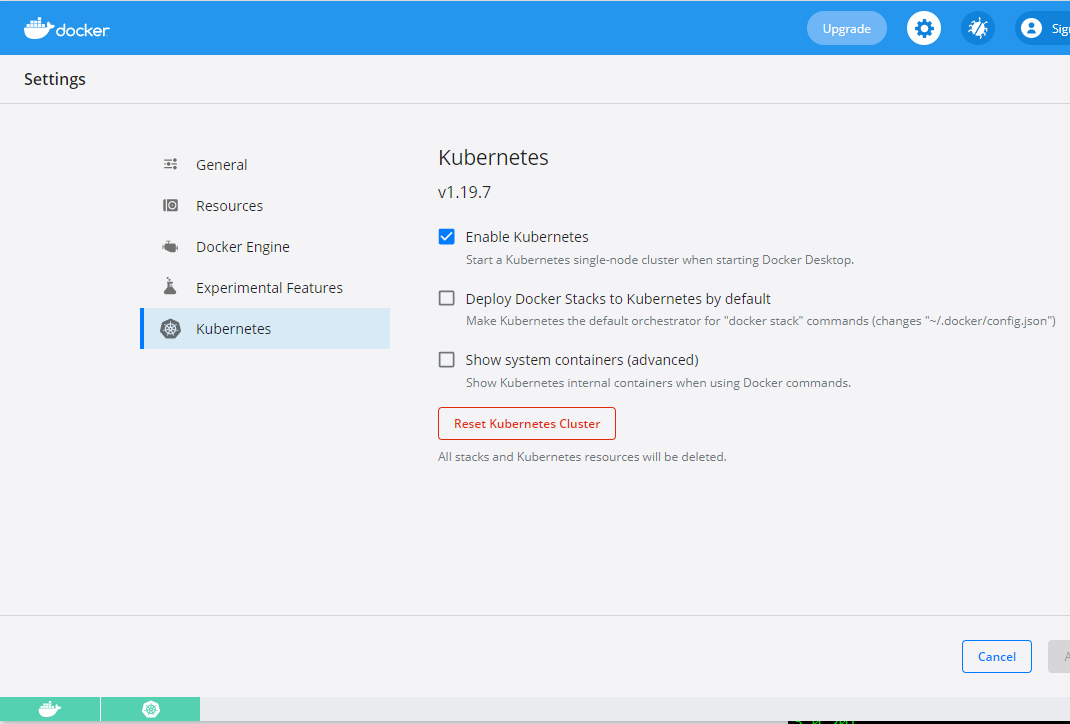 docker
Upgrade
Settings
General
Resources
Docker Engine
Experimental Features
Kubernetes
Kubernetes
v1.19.7
Enable Kubernetes
Start a Kubernetes single-node cluster when starting Docker Desktop.
Deploy Docker Stacks to Kubernetes by default
Make Kubernetes the default orchestrator for "docker stack" commands (changes "~/.docker/config.json")
Show system containers (advanced)
Show Kubernetes internal containers when using Docker commands.
Reset Kubernetes Cluster
All stacks and Kubernetes resources will be deleted.
Cancel